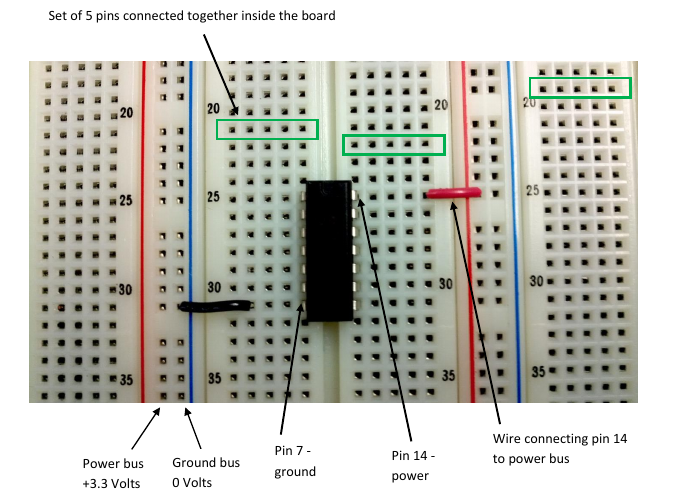 Set of 5 pins connected together inside the board
20
20
20
20
25
25
25
25
30
30
30
30
35
35
35
35
Power bus
+3.3 Volts
Ground bus
0 Volts
Pin 7 -
ground
Pin 14 -
power
Wire connecting pin 14
to power bus